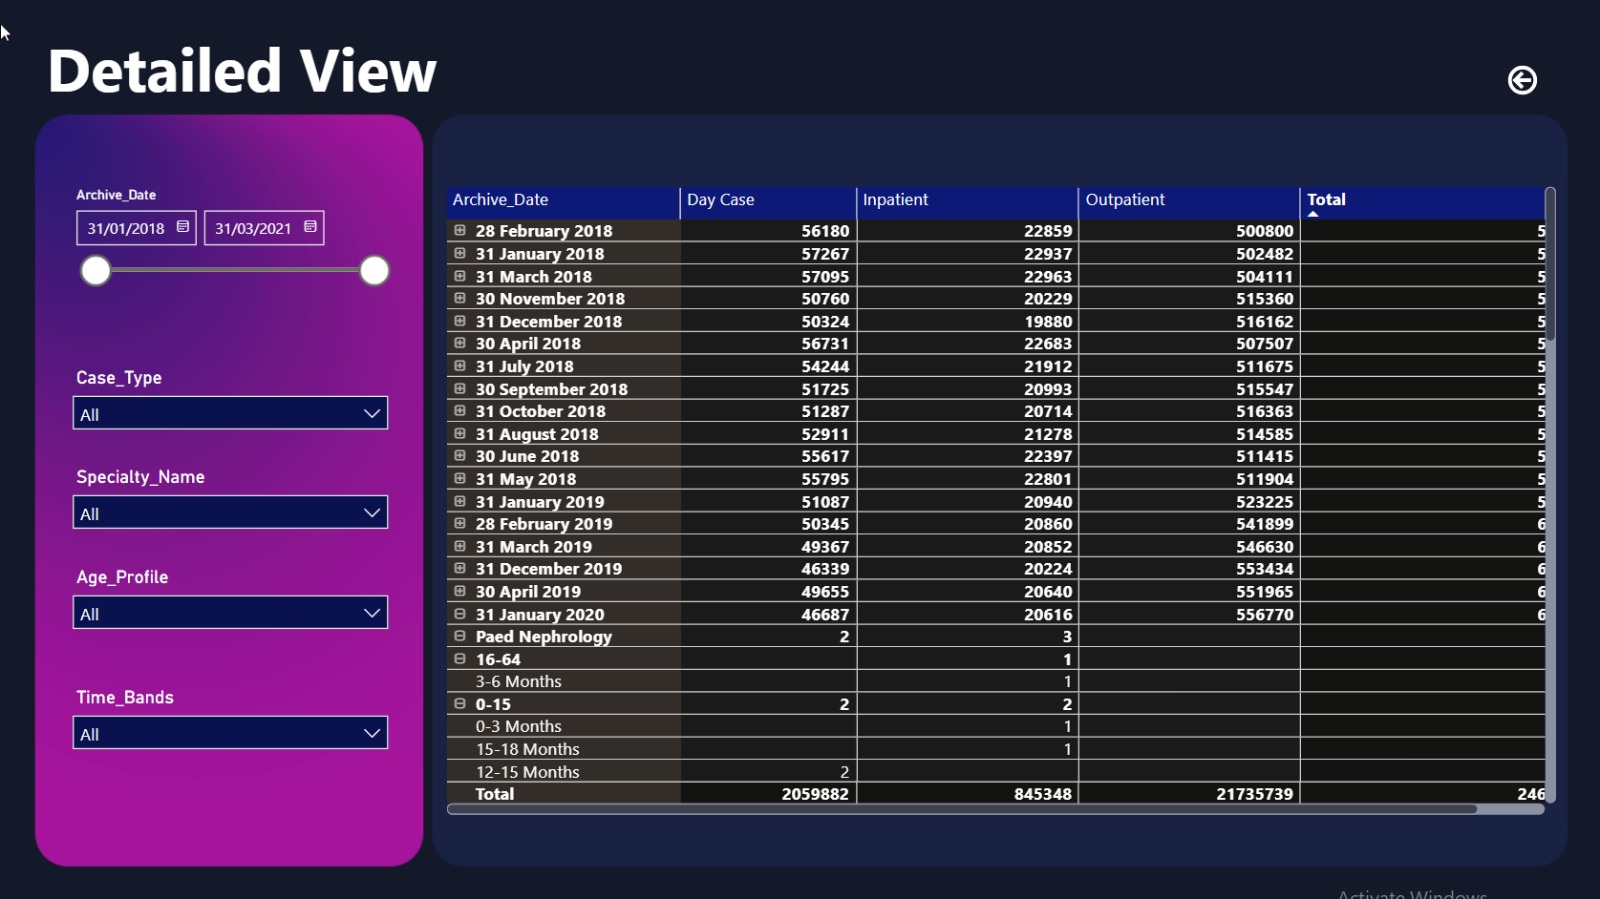 Detailed View
Archive_Date
31/01/2018 31/03/2021
Case_Type
All
Specialty_Name
All
Age_Profile
All
Time_Bands
All
Archive_Date Day Case Inpatient Outpatient Total
28 February 2018 56180 22859 500800 5
31 January 2018 57267 22937 502482 5
31 March 2018 57095 22963 504111 5
30 November 2018 50760 20229 515360 5
31 December 2018 50324 19880 516162 5
30 April 2018 56731 22683 507507 5
31 July 2018 54244 21912 511675 5
30 September 2018 51725 20993 515547 5
31 October 2018 51287 20714 516363 5
31 August 2018 52911 21278 514585 5
30 June 2018 55617 22397 511415 5
31 May 2018 55795 22801 511904 5
31 January 2019 51087 20940 523225 5
28 February 2019 50345 20860 541899 6
31 March 2019 49367 20852 546630 6
31 December 2019 46339 20224 553434 6
30 April 2019 49655 20640 551965 6
31 January 2020 46687 20616 556770 6
Paed Nephrology 2 3
16-64 1
3-6 Months 1
0-15 2 2
0-3 Months 1
15-18 Months 1
12-15 Months 2
Total 2059882 845348 21735739 246
Activate Windows